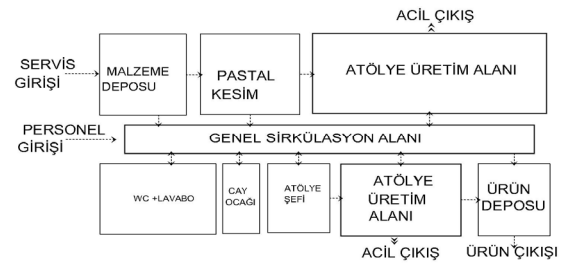 ACİL ÇIKIŞ
SERVİS
GİRİŞİ
MALZEME
DEPOSU
PASTAL
KESİM
ATÖLYE ÜRETİM ALANI
PERSONEL
GİRİŞİ
GENEL SİRKÜLASYON ALANI
WC +LAVABO
CAY
OCAĞI
ATÖLYE
ŞEFİ
ATÖLYE
ÜRETİM
ALANI
ÜRÜN
DEPOSU
ACİL ÇIKIŞ
ÜRÜN ÇIKIŞI